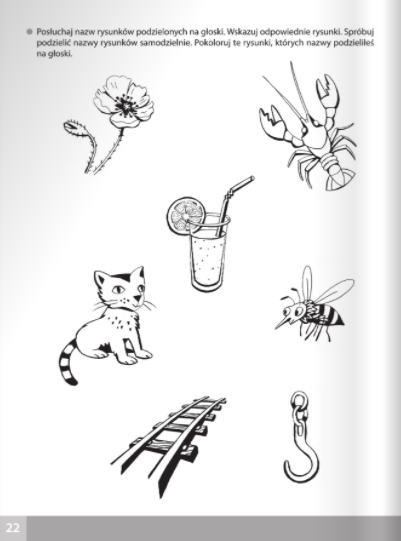 Posłuchaj nazw rysunków podzielonych na głoski. Wskazuj odpowiednie rysunki. Spróbuj
podzielić nazwy rysunków samodzielnie. Pokoloruj te rysunki, których nazwy podzieliłeś
na głoski.
22